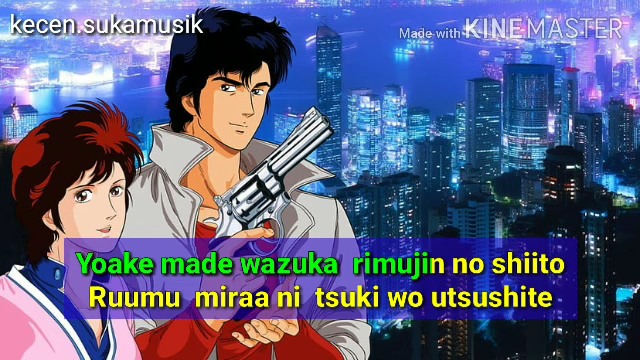 kecen.sukamusik
Made with KINEMASTER
Yoake made wazuka rimujin no shiito
Ruumu miraa ni tsuki wo utsushite